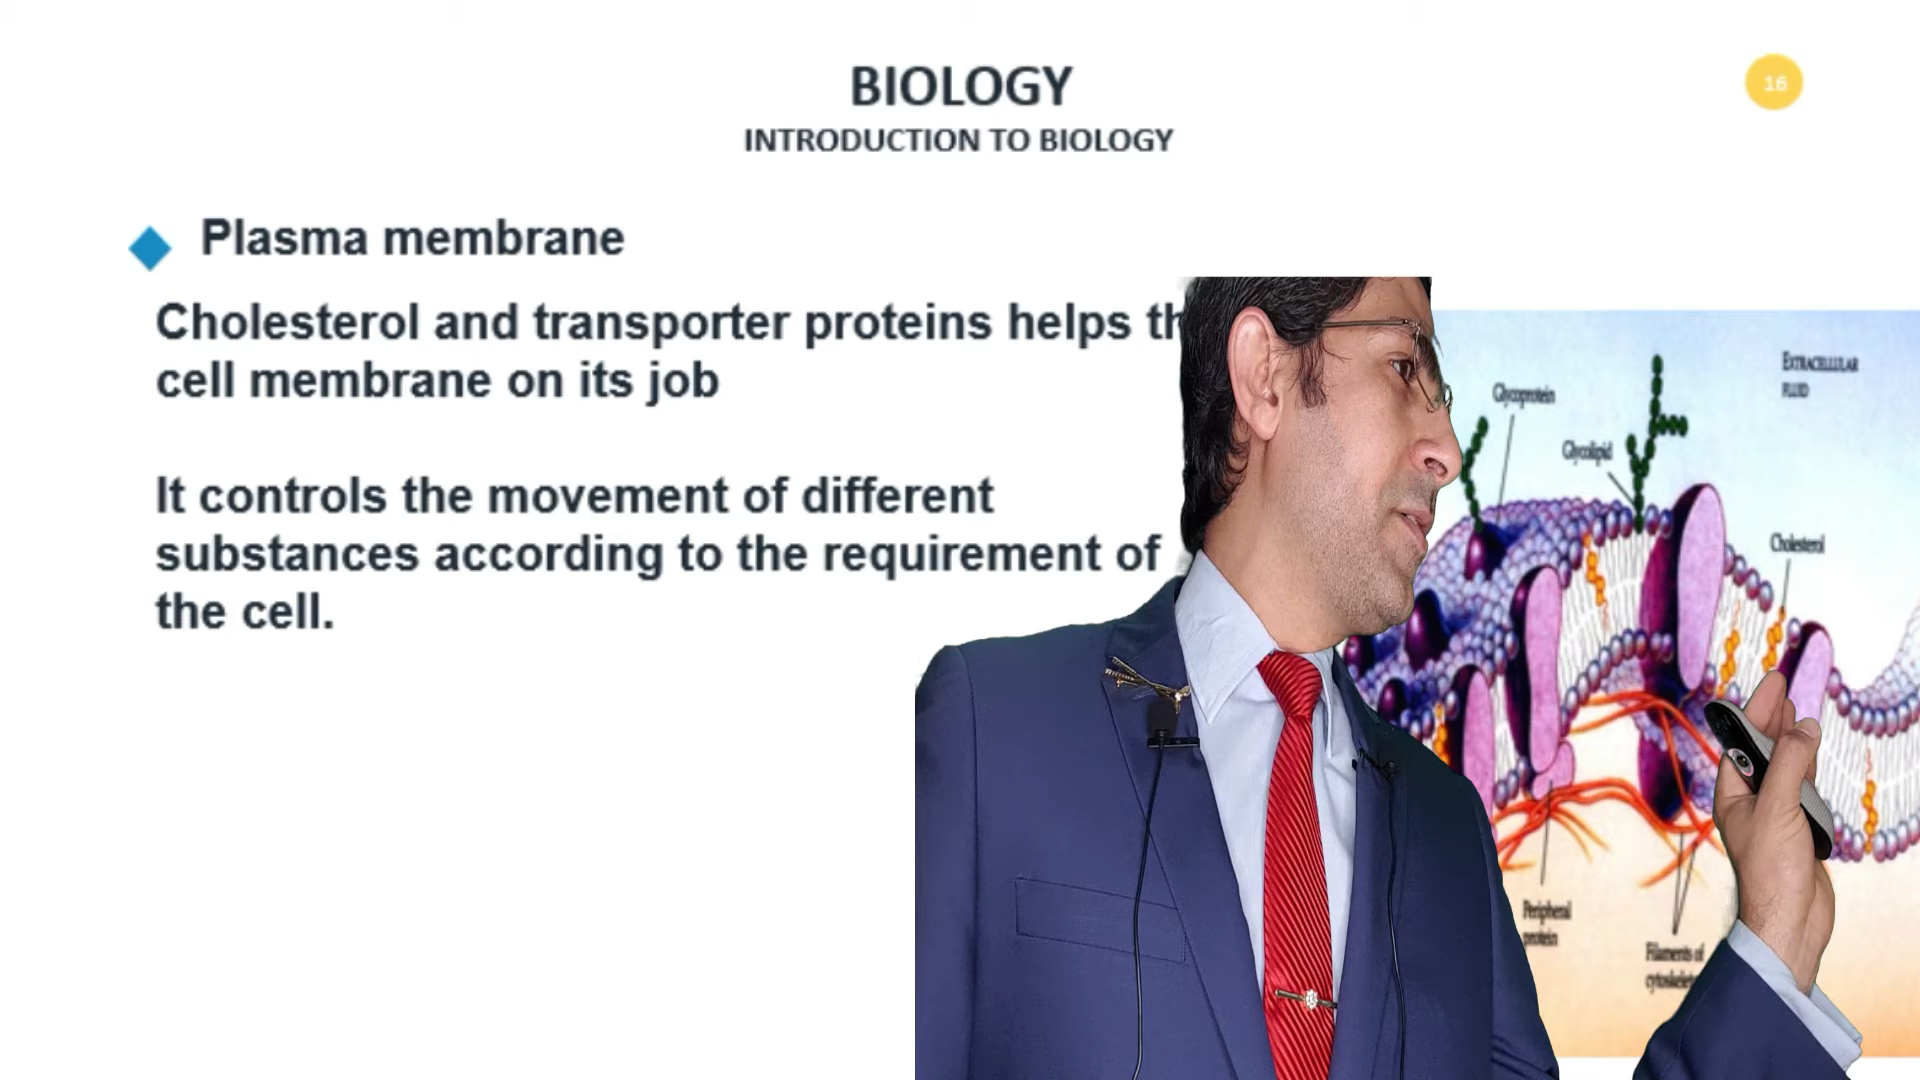 BIOLOGY
16
INTRODUCTION TO BIOLOGY
Plasma membrane
Cholesterol and transporter proteins helps th
cell membrane on its job
It controls the movement of different
substances according to the requirement of
the cell.
EXTRACELLULAR
FLUID
Glycoprotein
Glycolipid
Cholesterol
Peripheral
protein
Filaments of